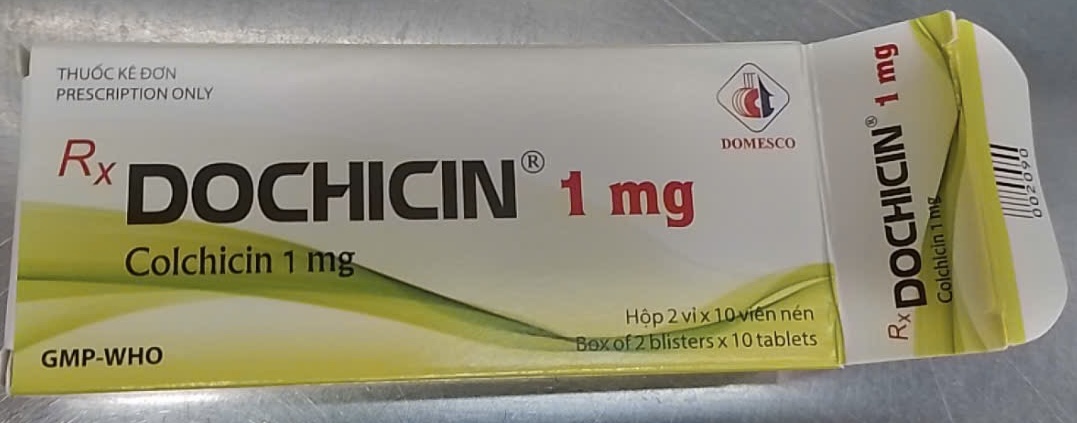 THUỐC KÊ ĐƠN
PRESCRIPTION ONLY
Rx DOCHICIN® 1 mg
Colchicin 1 mg
DOMESCO
Hộp 2 vỉ x 10 viên nén
Box of 2 blisters x 10 tablets
GMP-WHO
Rx DOCHICIN® 1 mg
Colchicin 1 mg
002090